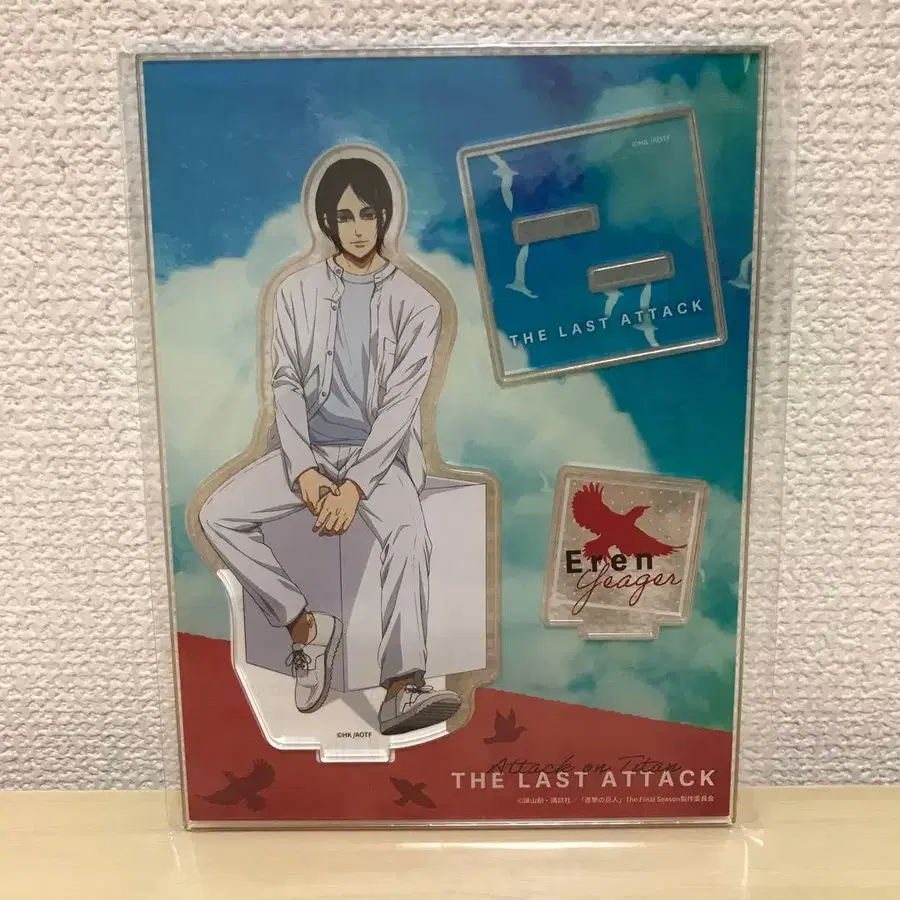 ©HK /AOTF
THE LAST ATTACK
Eren
Yeager
©HK /AOTF
Attack on Titan
THE LAST ATTACK
©諫山創・講談社／「進撃の巨人」The Final Season製作委員会